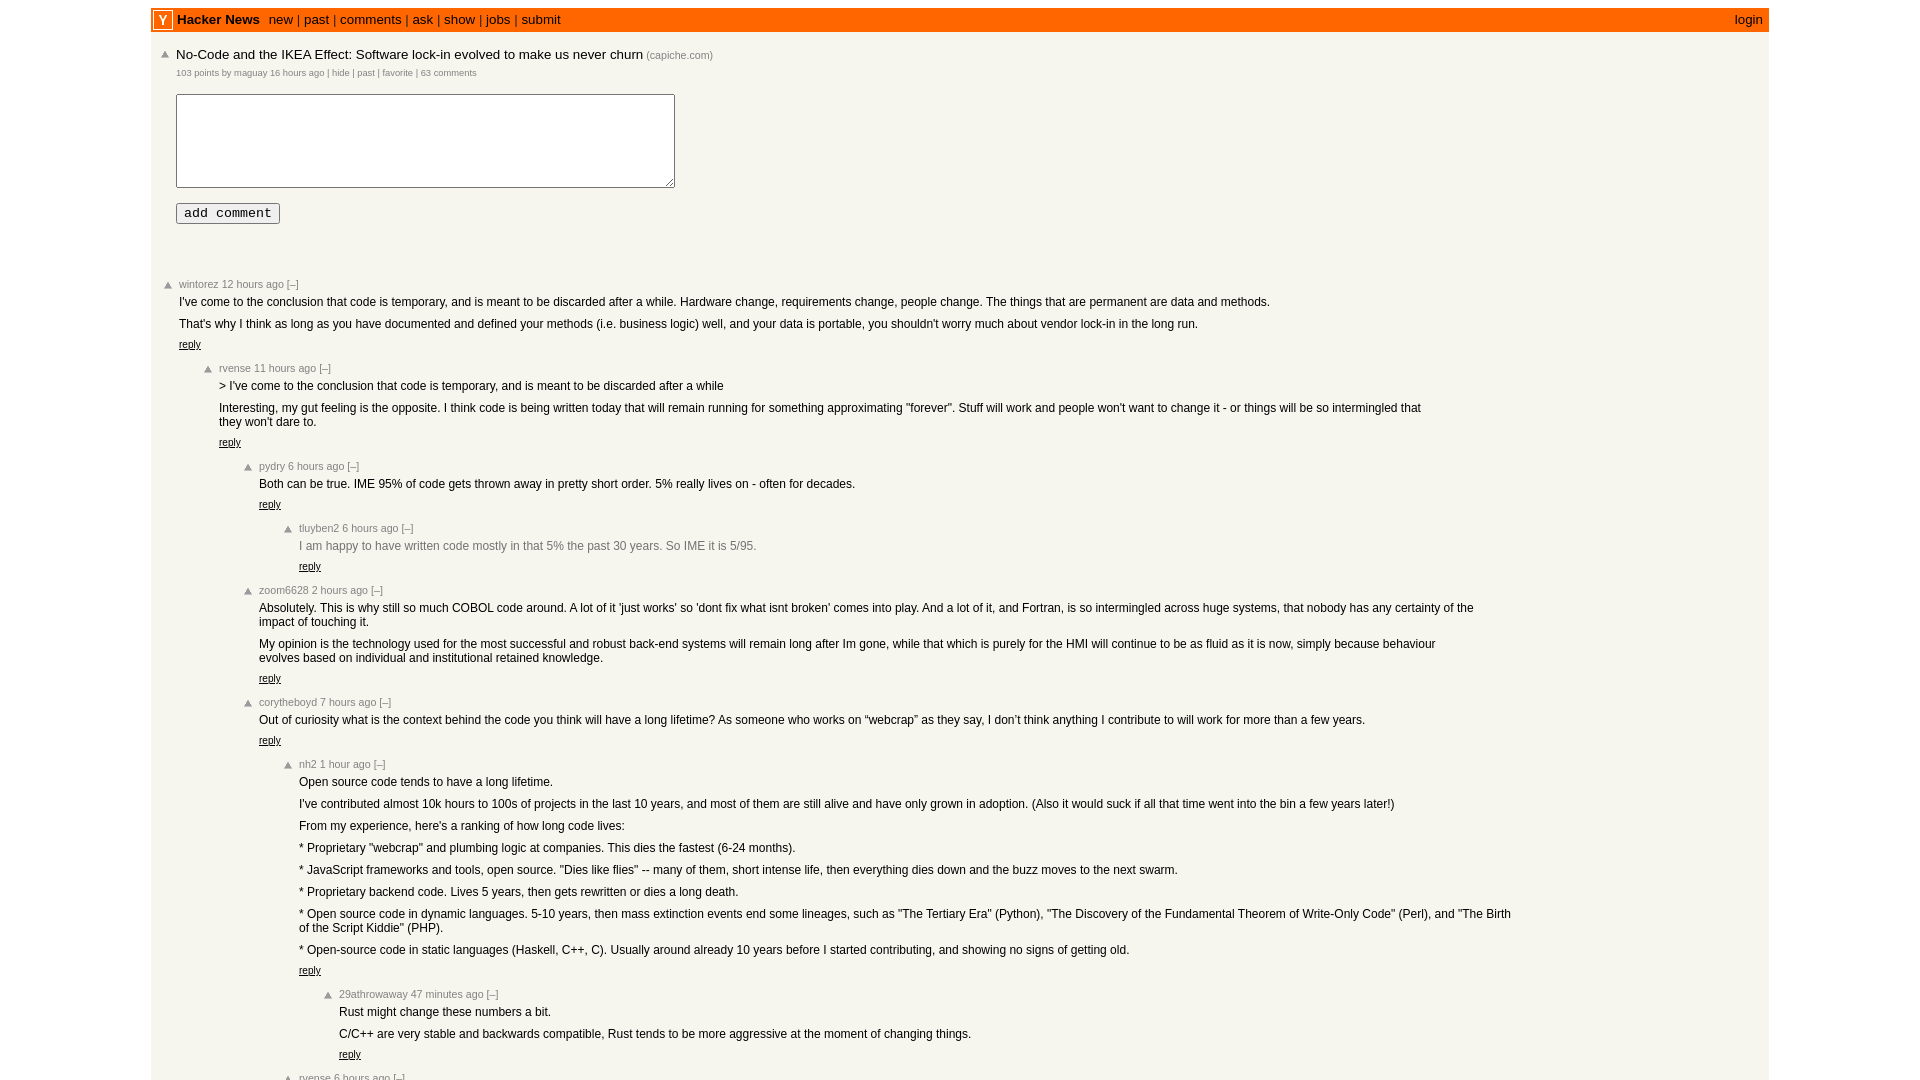 Y Hacker News new | past | comments | ask | show | jobs | submit login
No-Code and the IKEA Effect: Software lock-in evolved to make us never churn (capiche.com)
103 points by maguay 16 hours ago | hide | past | favorite | 63 comments
add comment
wintorez 12 hours ago [–]
I've come to the conclusion that code is temporary, and is meant to be discarded after a while. Hardware change, requirements change, people change. The things that are permanent are data and methods.
That's why I think as long as you have documented and defined your methods (i.e. business logic) well, and your data is portable, you shouldn't worry much about vendor lock-in in the long run.
reply
rvense 11 hours ago [–]
> I've come to the conclusion that code is temporary, and is meant to be discarded after a while
Interesting, my gut feeling is the opposite. I think code is being written today that will remain running for something approximating "forever". Stuff will work and people won't want to change it - or things will be so intermingled that
they won't dare to.
reply
pydry 6 hours ago [–]
Both can be true. IME 95% of code gets thrown away in pretty short order. 5% really lives on - often for decades.
reply
tluyben2 6 hours ago [–]
I am happy to have written code mostly in that 5% the past 30 years. So IME it is 5/95.
reply
zoom6628 2 hours ago [–]
Absolutely. This is why still so much COBOL code around. A lot of it 'just works' so 'dont fix what isnt broken' comes into play. And a lot of it, and Fortran, is so intermingled across huge systems, that nobody has any certainty of the
impact of touching it.
My opinion is the technology used for the most successful and robust back-end systems will remain long after Im gone, while that which is purely for the HMI will continue to be as fluid as it is now, simply because behaviour
evolves based on individual and institutional retained knowledge.
reply
corytheboyd 7 hours ago [–]
Out of curiosity what is the context behind the code you think will have a long lifetime? As someone who works on “webcrap” as they say, I don’t think anything I contribute to will work for more than a few years.
reply
nh2 1 hour ago [–]
Open source code tends to have a long lifetime.
I've contributed almost 10k hours to 100s of projects in the last 10 years, and most of them are still alive and have only grown in adoption. (Also it would suck if all that time went into the bin a few years later!)
From my experience, here's a ranking of how long code lives:
* Proprietary "webcrap" and plumbing logic at companies. This dies the fastest (6-24 months).
* JavaScript frameworks and tools, open source. "Dies like flies" -- many of them, short intense life, then everything dies down and the buzz moves to the next swarm.
* Proprietary backend code. Lives 5 years, then gets rewritten or dies a long death.
* Open source code in dynamic languages. 5-10 years, then mass extinction events end some lineages, such as "The Tertiary Era" (Python), "The Discovery of the Fundamental Theorem of Write-Only Code" (Perl), and "The Birth
of the Script Kiddie" (PHP).
* Open-source code in static languages (Haskell, C++, C). Usually around already 10 years before I started contributing, and showing no signs of getting old.
reply
29athrowaway 47 minutes ago [–]
Rust might change these numbers a bit.
C/C++ are very stable and backwards compatible, Rust tends to be more aggressive at the moment of changing things.
reply
rvense 6 hours ago [–]